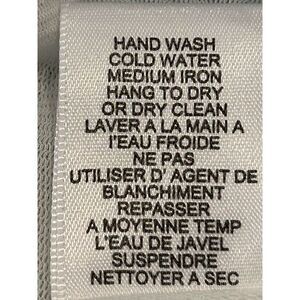 HAND WASH
COLD WATER
MEDIUM IRON
HANG TO DRY
OR DRY CLEAN
LAVER A LA MAIN A
I'EAU FROIDE
NE PAS
UTILISER D' AGENT DE
BLANCHIMENT
REPASSER
A MOYENNE TEMP
L'EAU DE JAVEL
SUSPENDRE
NETTOYER A SEC